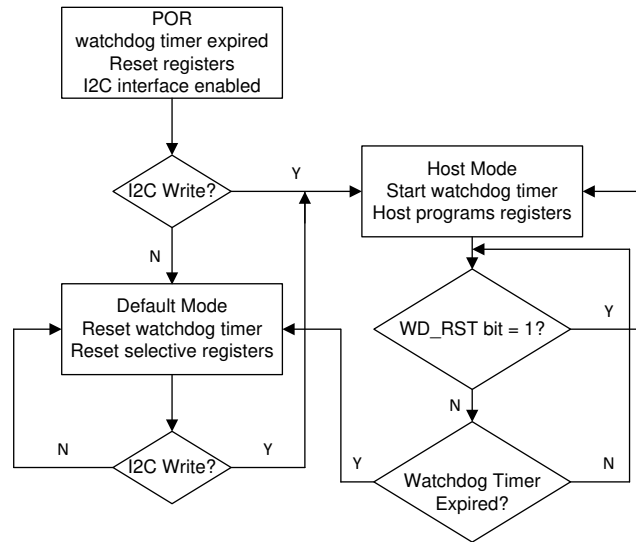 POR
watchdog timer expired
Reset registers
I2C interface enabled
I2C Write?
Y
N
Host Mode
Start watchdog timer
Host programs registers
Default Mode
Reset watchdog timer
Reset selective registers
WD_RST bit = 1?
Y
N
I2C Write?
N
Y
Watchdog Timer
Expired?
Y
N